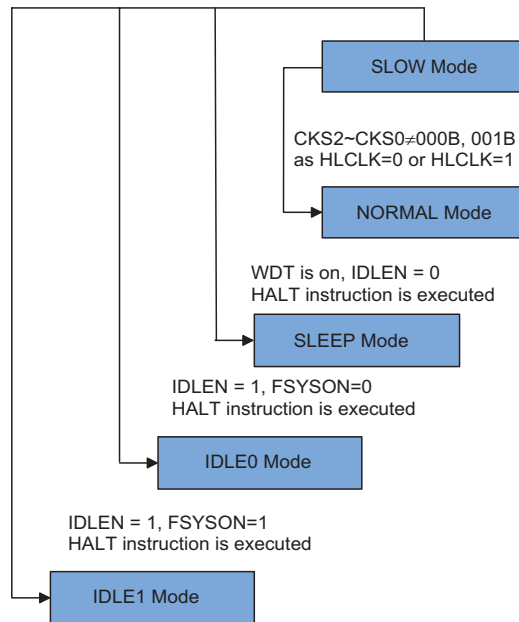 SLOW Mode
CKS2~CKS0≠000B, 001B
as HLCLK=0 or HLCLK=1
NORMAL Mode
WDT is on, IDLEN = 0
HALT instruction is executed
SLEEP Mode
IDLEN = 1, FSYSON=0
HALT instruction is executed
IDLE0 Mode
IDLEN = 1, FSYSON=1
HALT instruction is executed
IDLE1 Mode